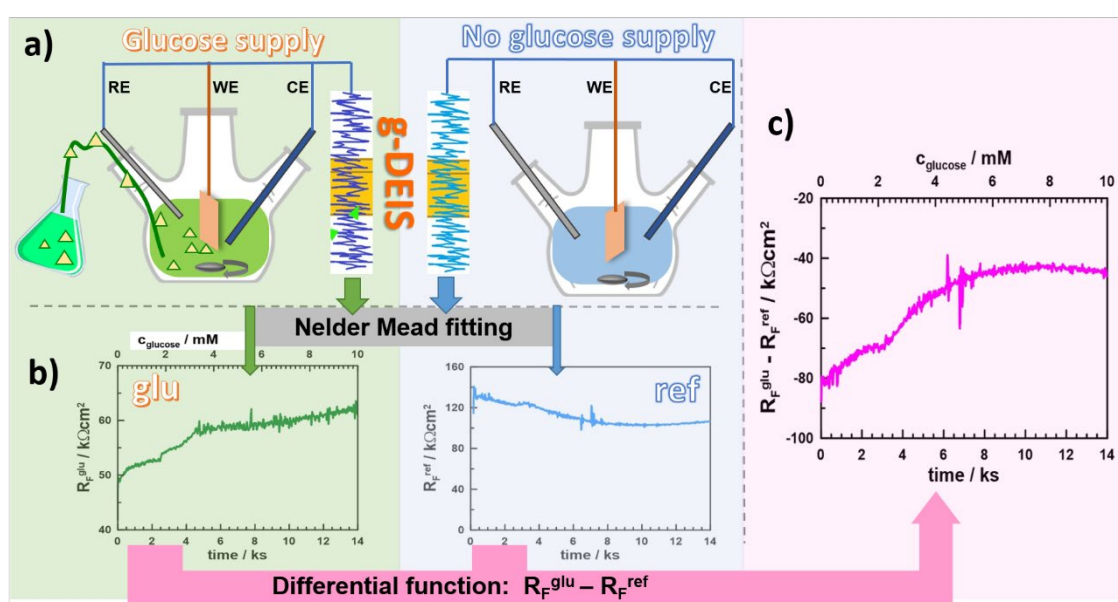 a)
Glucose supply
No glucose supply
RE
WE
CE
RE
WE
CE
g-DEIS
Nelder Mead fitting
b)
c_glucose / mM
0 2 4 6 8 10
glu
R_F^glu / kΩcm2
70
60
50
40
0 2 4 6 8 10 12 14
time / ks
ref
R_F^ref / kΩcm2
160
120
80
40
0
0 2 4 6 8 10 12 14
time / ks
Differential function: R_F^glu – R_F^ref
c)
c_glucose / mM
0 2 4 6 8 10
R_F^glu - R_F^ref / kΩcm2
-20
-40
-60
-80
-100
0 2 4 6 8 10 12 14
time / ks